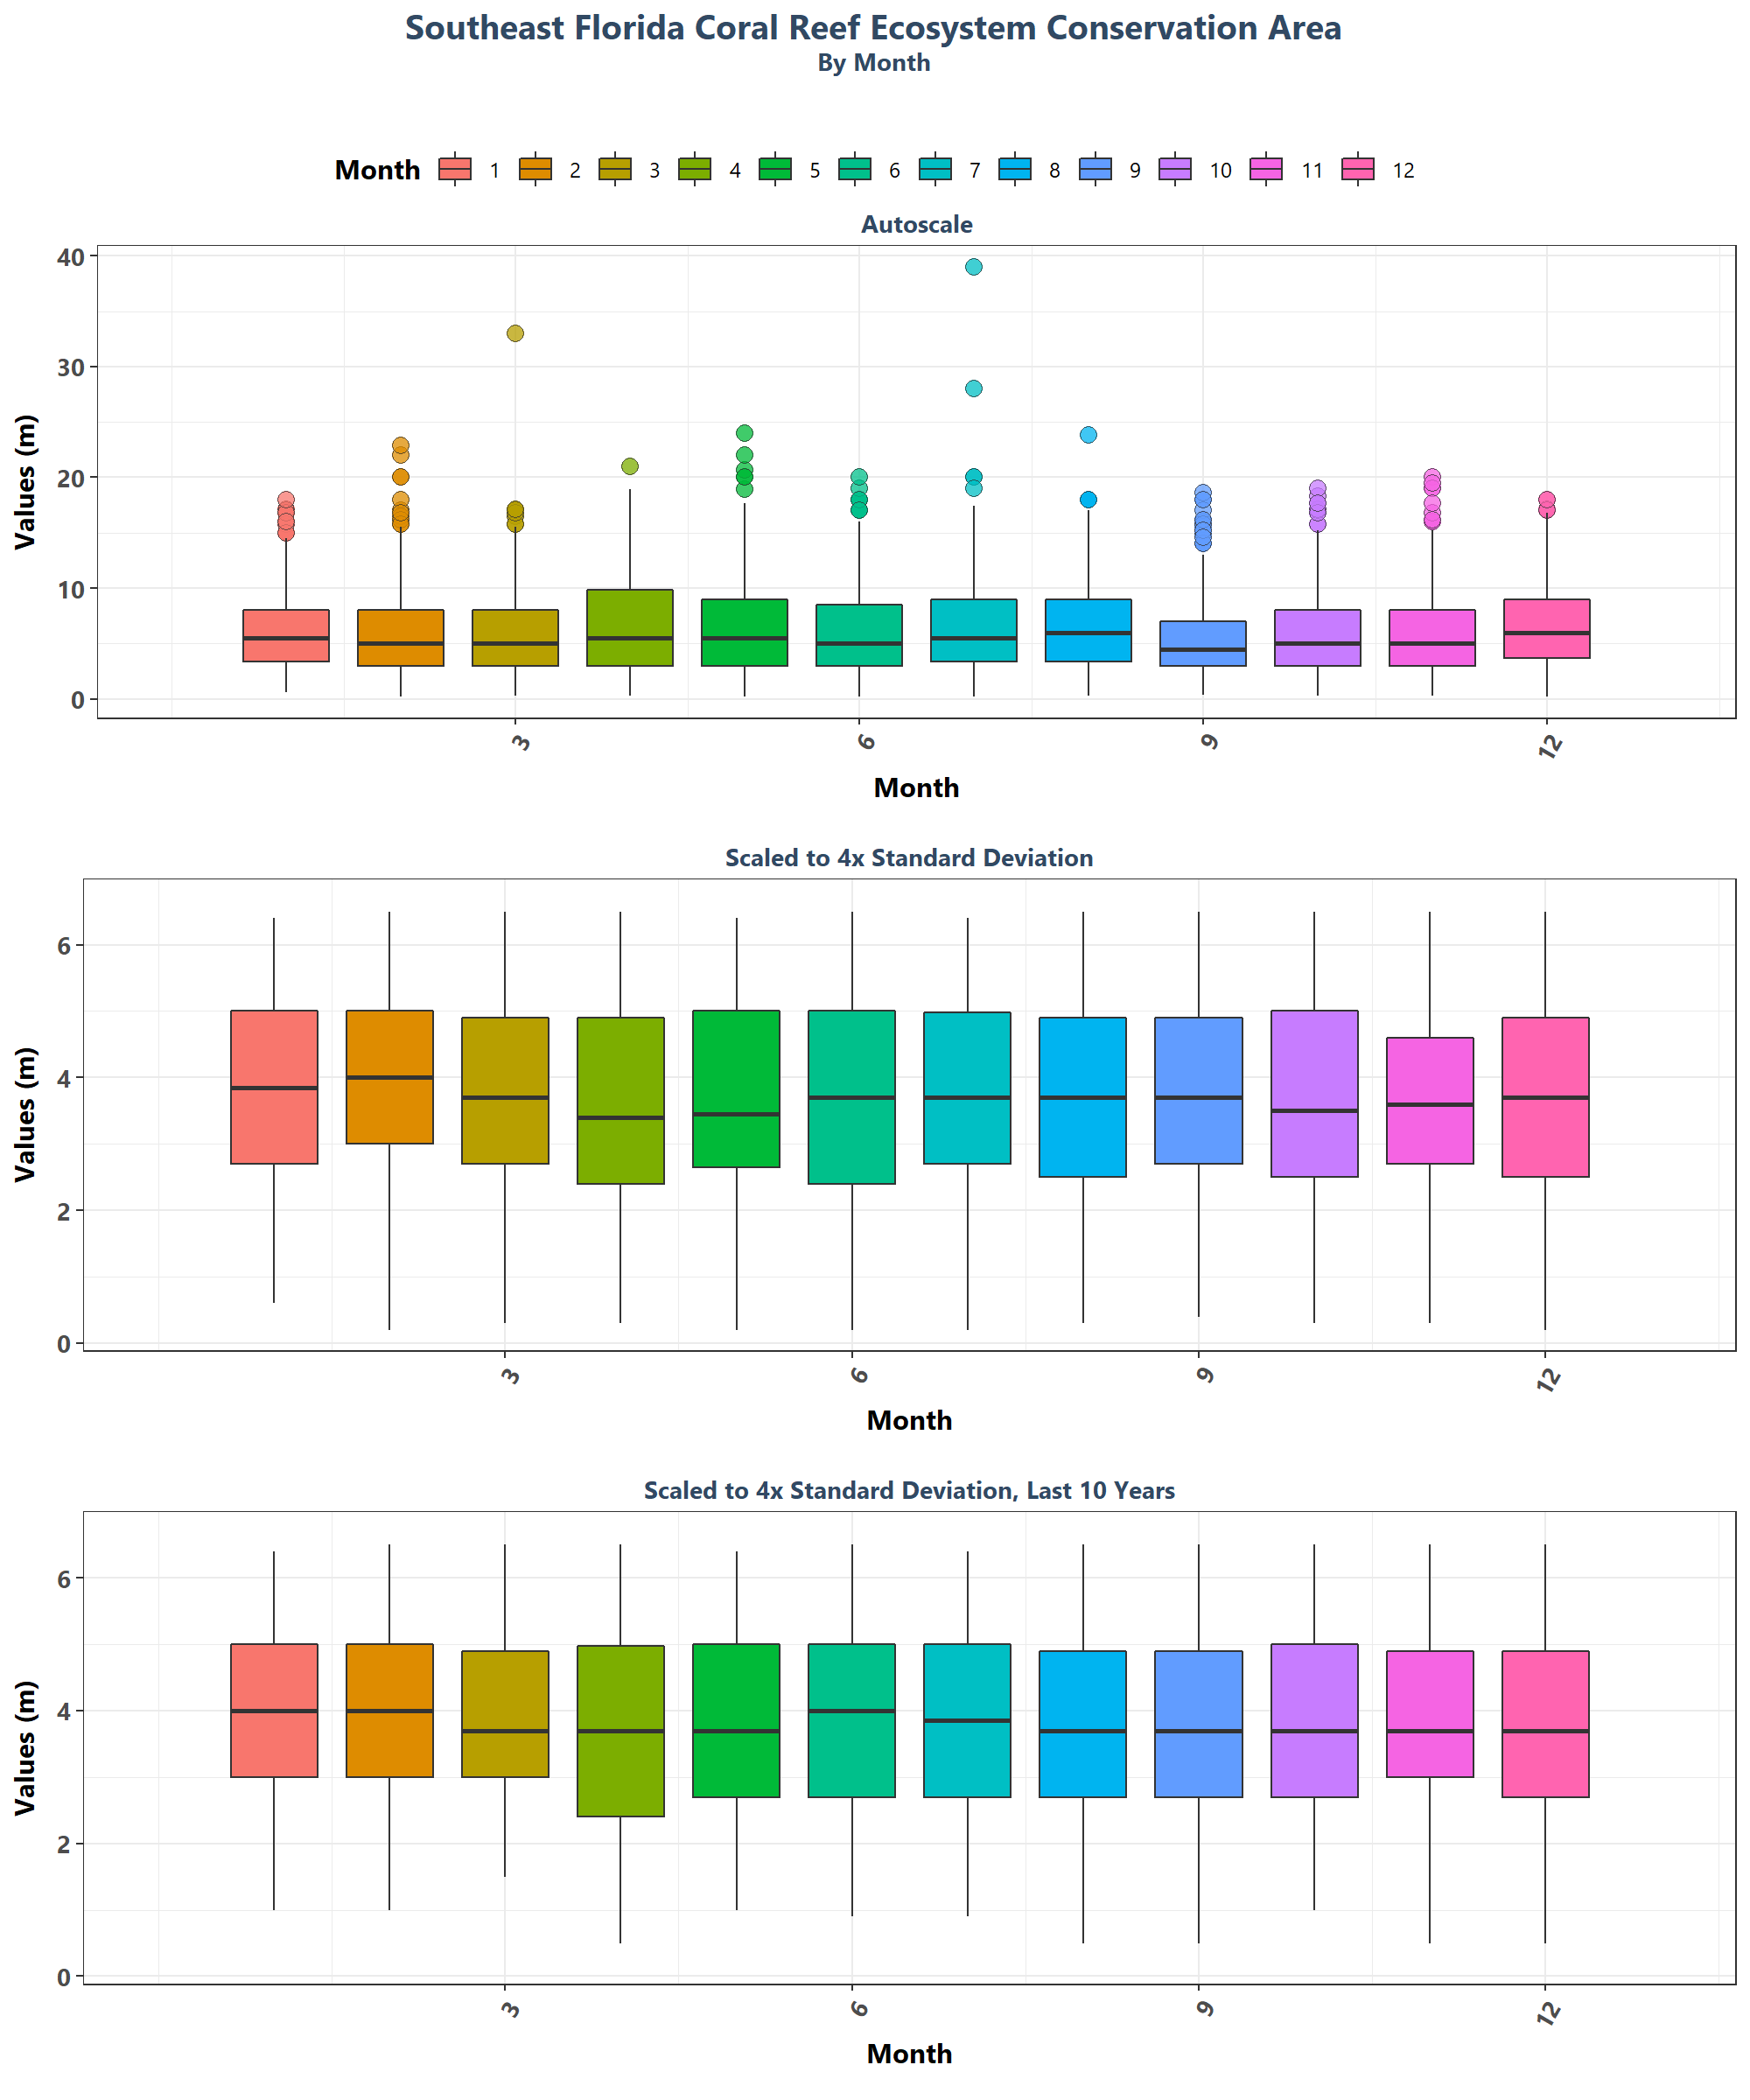 Southeast Florida Coral Reef Ecosystem Conservation Area
By Month
Month 1 2 3 4 5 6 7 8 9 10 11 12
Autoscale
Values (m)
40
30
20
10
0
3 6 9 12
Month
Scaled to 4x Standard Deviation
Values (m)
6
4
2
0
3 6 9 12
Month
Scaled to 4x Standard Deviation, Last 10 Years
Values (m)
6
4
2
0
3 6 9 12
Month